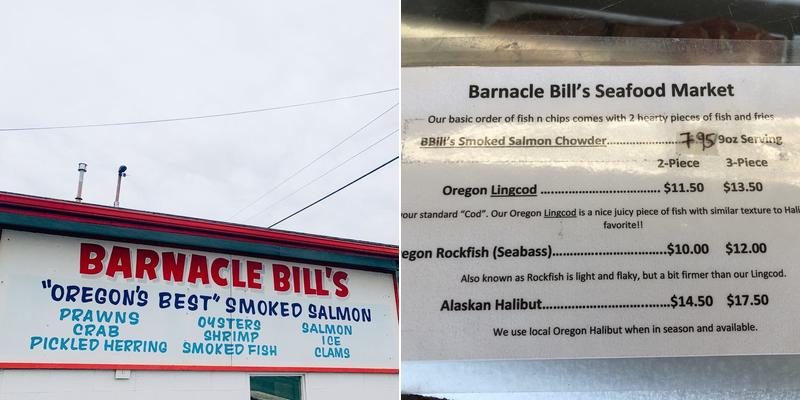 BARNACLE BILL'S
"OREGON'S BEST" SMOKED SALMON
PRAWNS
CRAB
PICKLED HERRING
OYSTERS
SHRIMP
SMOKED FISH
SALMON
ICE
CLAMS
Barnacle Bill's Seafood Market
Our basic order of fish n chips comes with 2 hearty pieces of fish and fries
BBill's Smoked Salmon Chowder........................ 7.95 9oz Serving
2-Piece 3-Piece
Oregon Lingcod ............................ $11.50 $13.50
your standard "Cod". Our Oregon Lingcod is a nice juicy piece of fish with similar texture to Hali
favorite!!
egon Rockfish (Seabass)...........................$10.00 $12.00
Also known as Rockfish is light and flaky, but a bit firmer than our Lingcod.
Alaskan Halibut.............................$14.50 $17.50
We use local Oregon Halibut when in season and available.